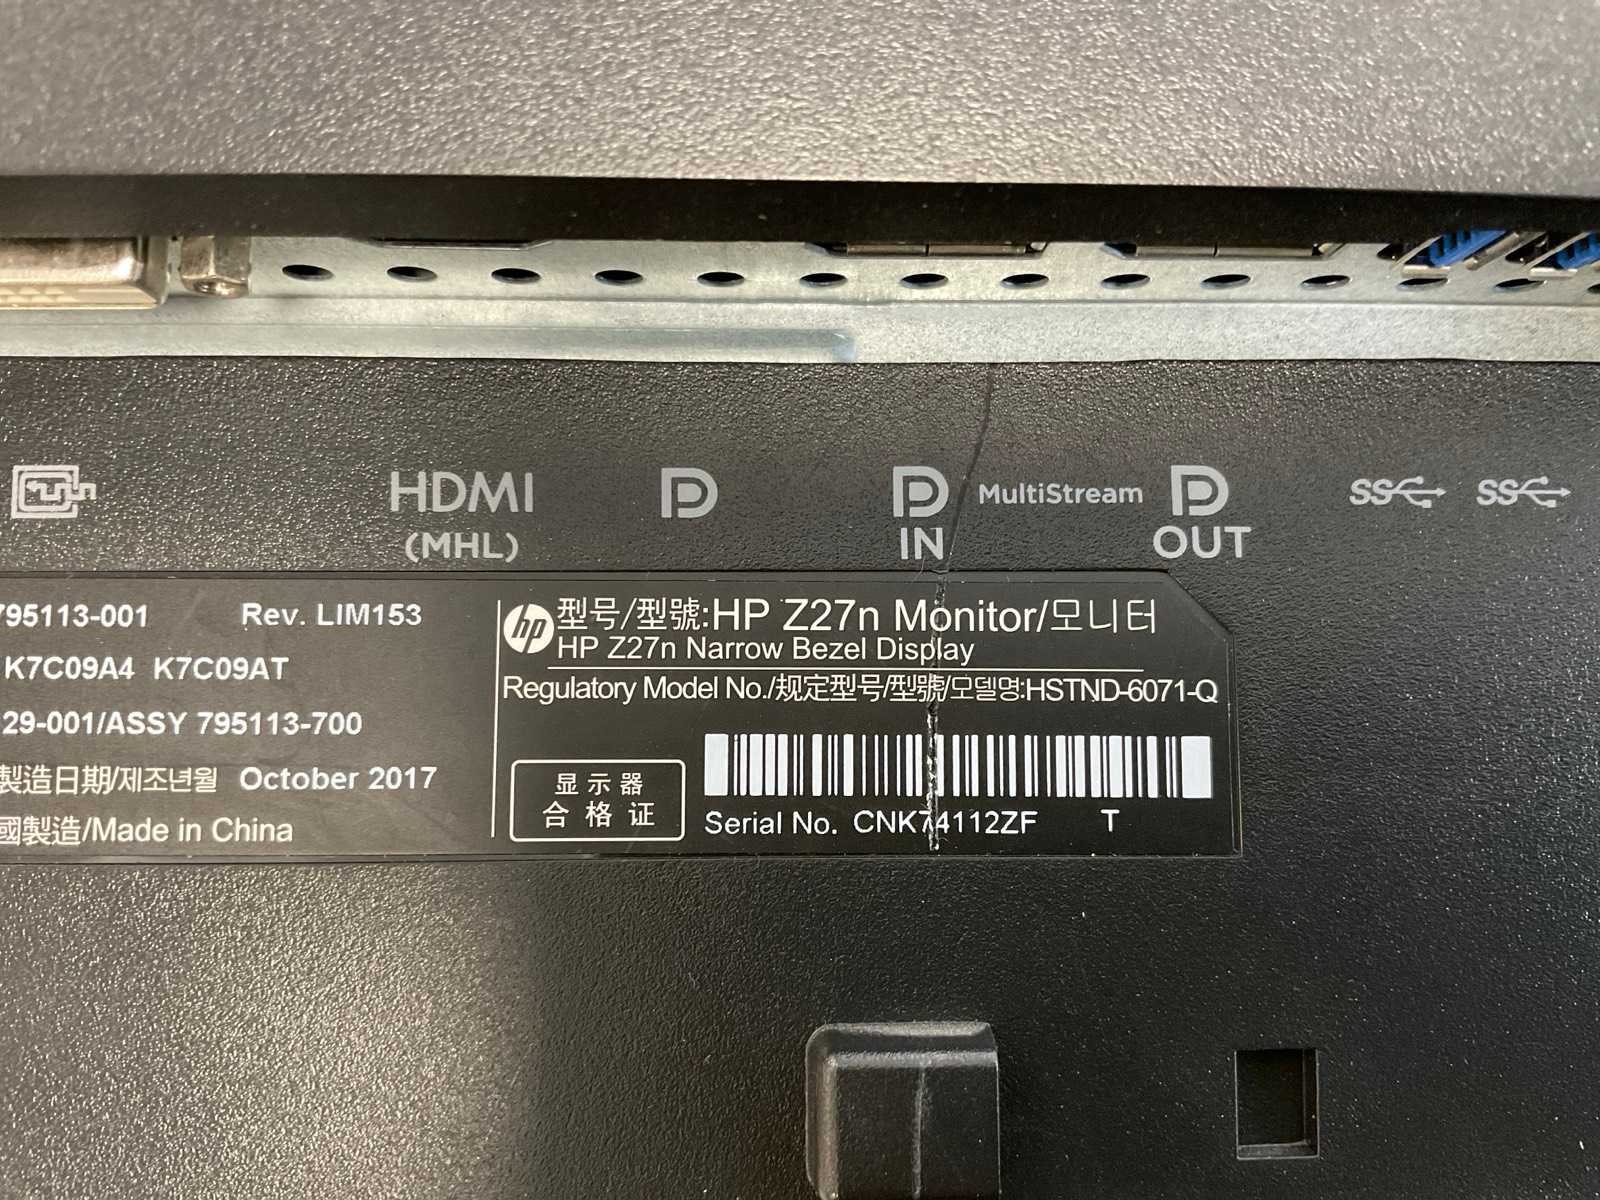 HDMI
(MHL)
IN
MultiStream
OUT
SS SS
795113-001 Rev. LIM153
K7C09A4 K7C09AT
29-001/ASSY 795113-700
製造日期/제조년월 October 2017
國製造/Made in China
hp 型号/型號:HP Z27n Monitor/모니터
HP Z27n Narrow Bezel Display
Regulatory Model No./规定型号/型號/모델명:HSTND-6071-Q
显示器
合格证
Serial No. CNK74112ZF T